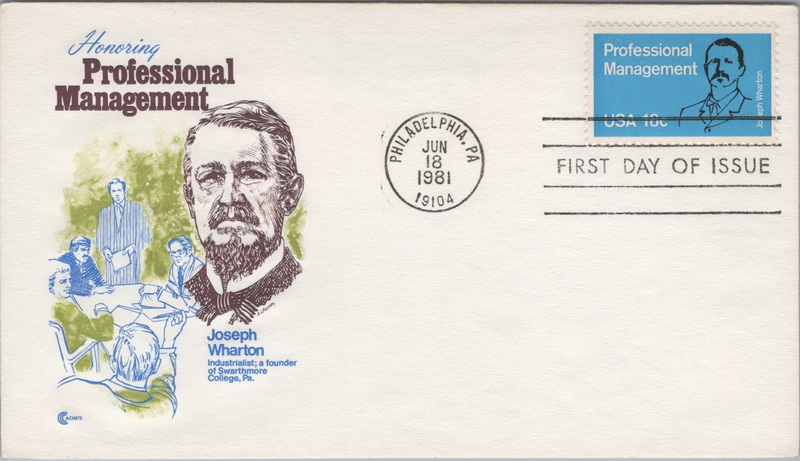 Honoring
Professional
Management
Joseph
Wharton
Industrialist; a founder
of Swarthmore
College, Pa.
PHILADELPHIA, PA
JUN
18
1981
19104
Professional
Management
Joseph Wharton
USA 18c
FIRST DAY OF ISSUE